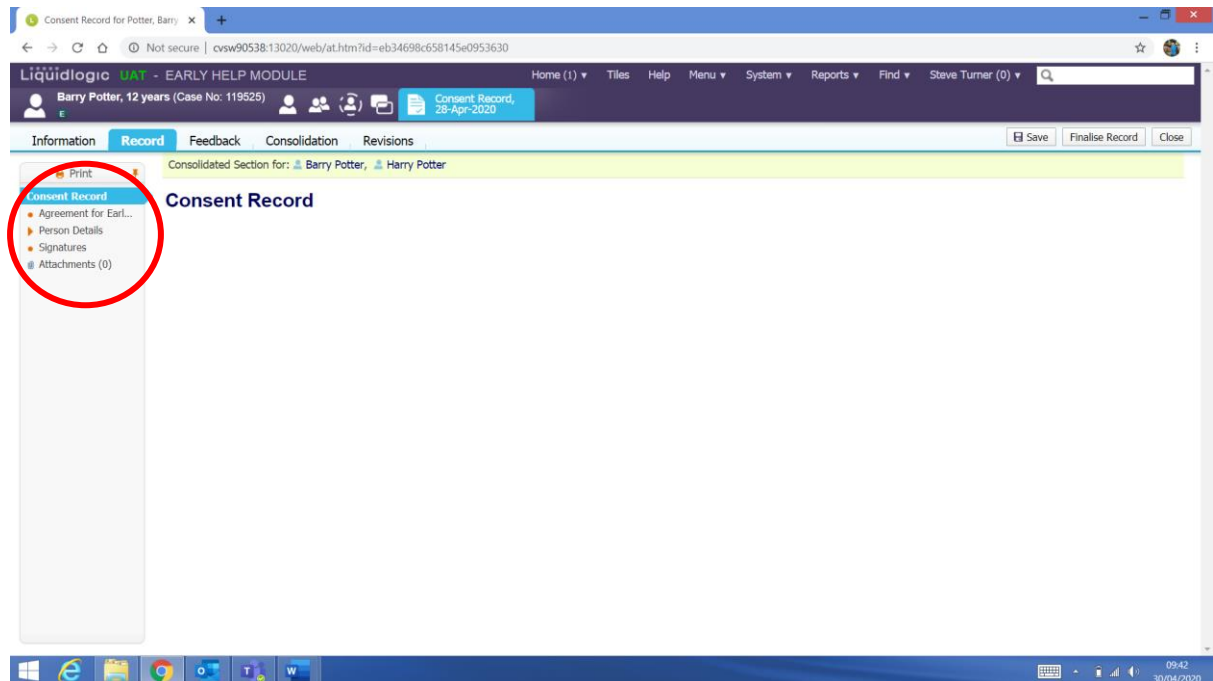 Consent Record for Potter, Barry
Not secure | cvsw90538:13020/web/at.htm?id=eb34698c658145e0953630
Liquidlogic UAT - EARLY HELP MODULE Home (1) Tiles Help Menu System Reports Find Steve Turner (0)
Barry Potter, 12 years (Case No: 119525)
E
Consent Record,
28-Apr-2020
Information Record Feedback Consolidation Revisions Save Finalise Record Close
Print
Consolidated Section for: Barry Potter, Harry Potter
Consent Record
Consent Record
Agreement for Earl...
Person Details
Signatures
Attachments (0)
09:42
30/04/2020